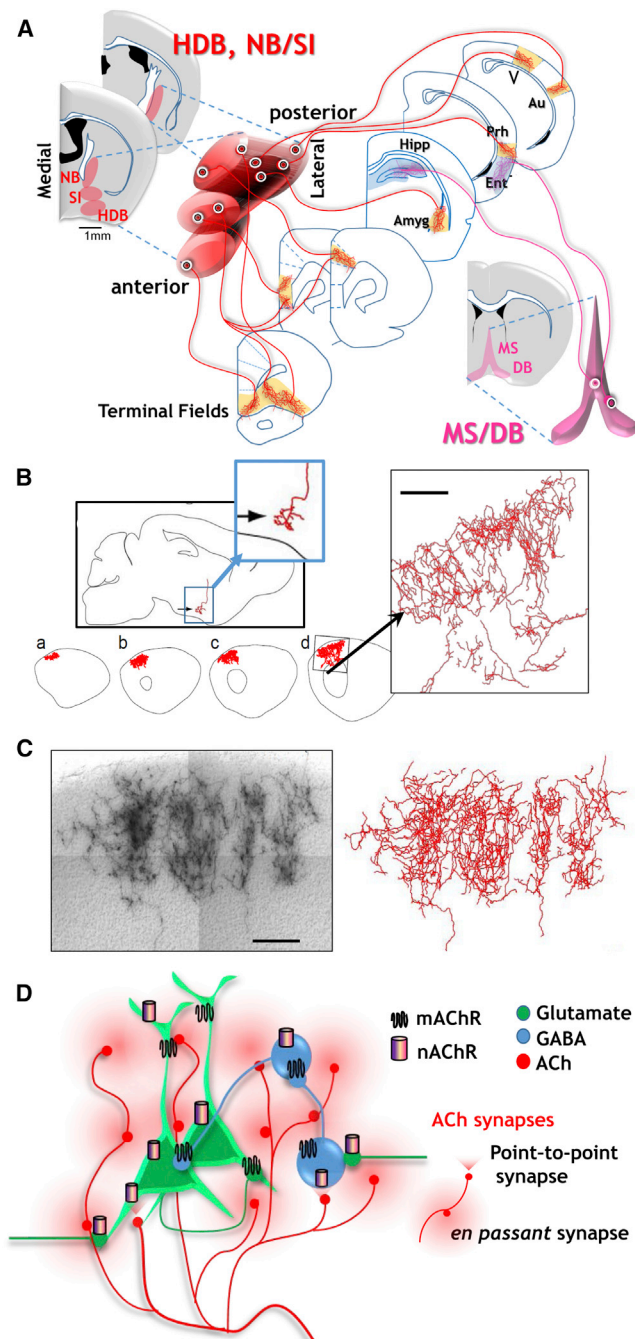 A
HDB, NB/SI
posterior
Lateral
Medial
NB
SI
HDB
1mm
anterior
V
Au
Prh
Ent
Hipp
Amyg
Terminal Fields
MS
DB
MS/DB
B
a
b
c
d
C
D
mAChR
nAChR
Glutamate
GABA
ACh
ACh synapses
Point-to-point
synapse
en passant synapse